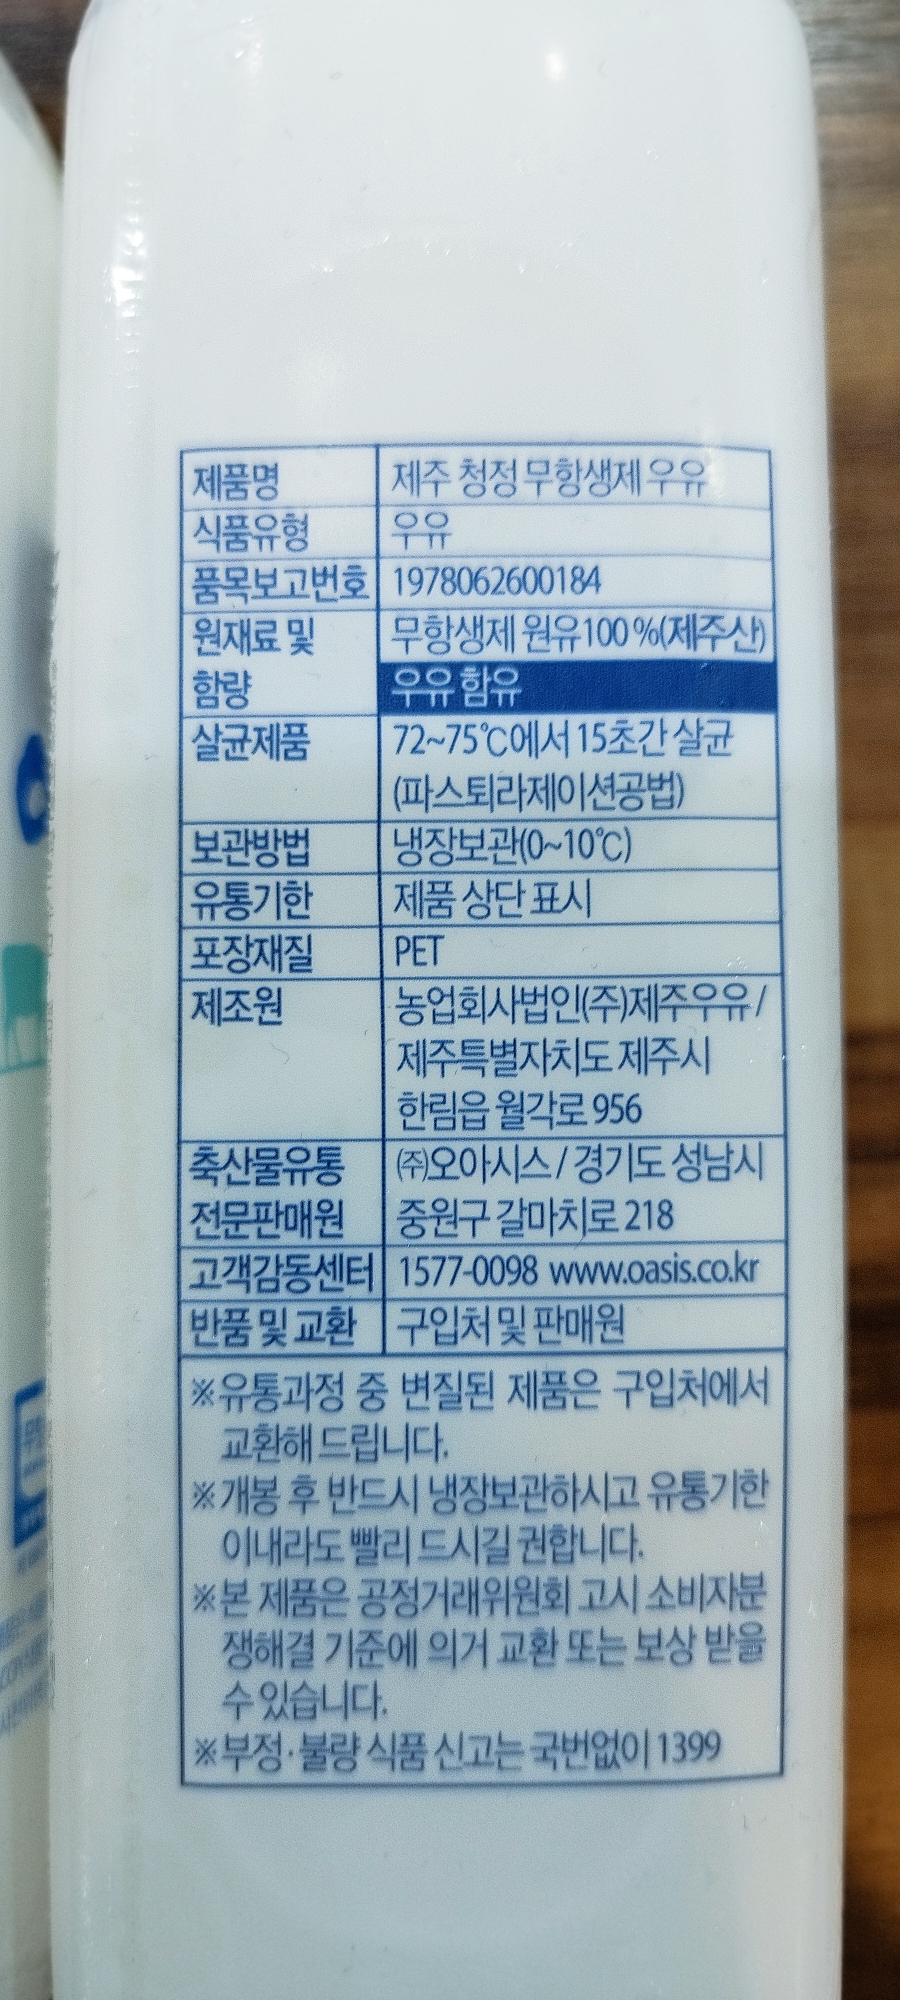 제품명 제주 청정 무항생제 우유
식품유형 우유
품목보고번호 1978062600184
원재료 및 무항생제 원유100%(제주산)
함량 우유 함유
살균제품 72~75℃에서 15초간 살균
(파스퇴라제이션공법)
보관방법 냉장보관(0~10℃)
유통기한 제품 상단 표시
포장재질 PET
제조원 농업회사법인(주)제주우유 /
제주특별자치도 제주시
한림읍 월각로 956
축산물유통 ㈜오아시스 / 경기도 성남시
전문판매원 중원구 갈마치로 218
고객감동센터 1577-0098 www.oasis.co.kr
반품 및 교환 구입처 및 판매원
※유통과정 중 변질된 제품은 구입처에서
교환해 드립니다.
※개봉 후 반드시 냉장보관하시고 유통기한
이내라도 빨리 드시길 권합니다.
※본 제품은 공정거래위원회 고시 소비자분
쟁해결 기준에 의거 교환 또는 보상 받을
수 있습니다.
※부정·불량 식품 신고는 국번없이 1399